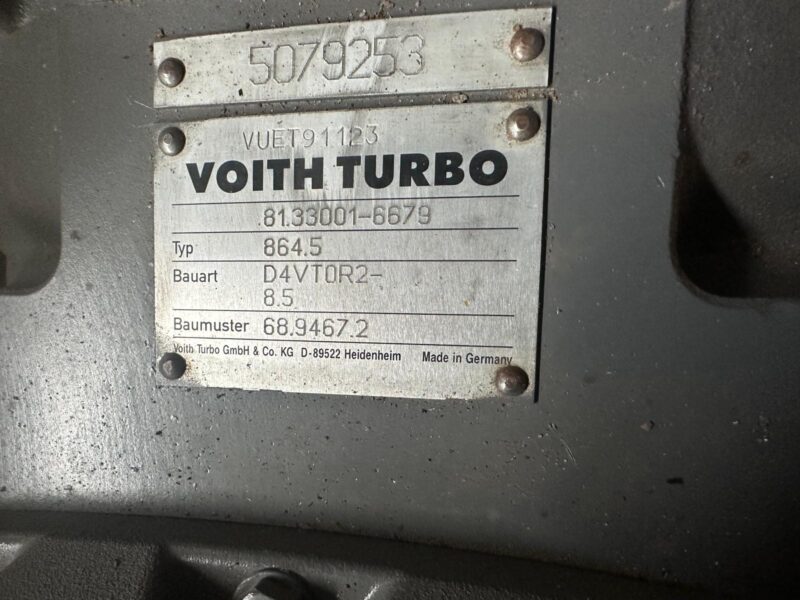 5079253
VUET91123
VOITH TURBO
81.33001-6679
Typ 864.5
Bauart D4VTOR2-
8.5
Baumuster 68.9467.2
Voith Turbo GmbH & Co. KG D-89522 Heidenheim Made in Germany